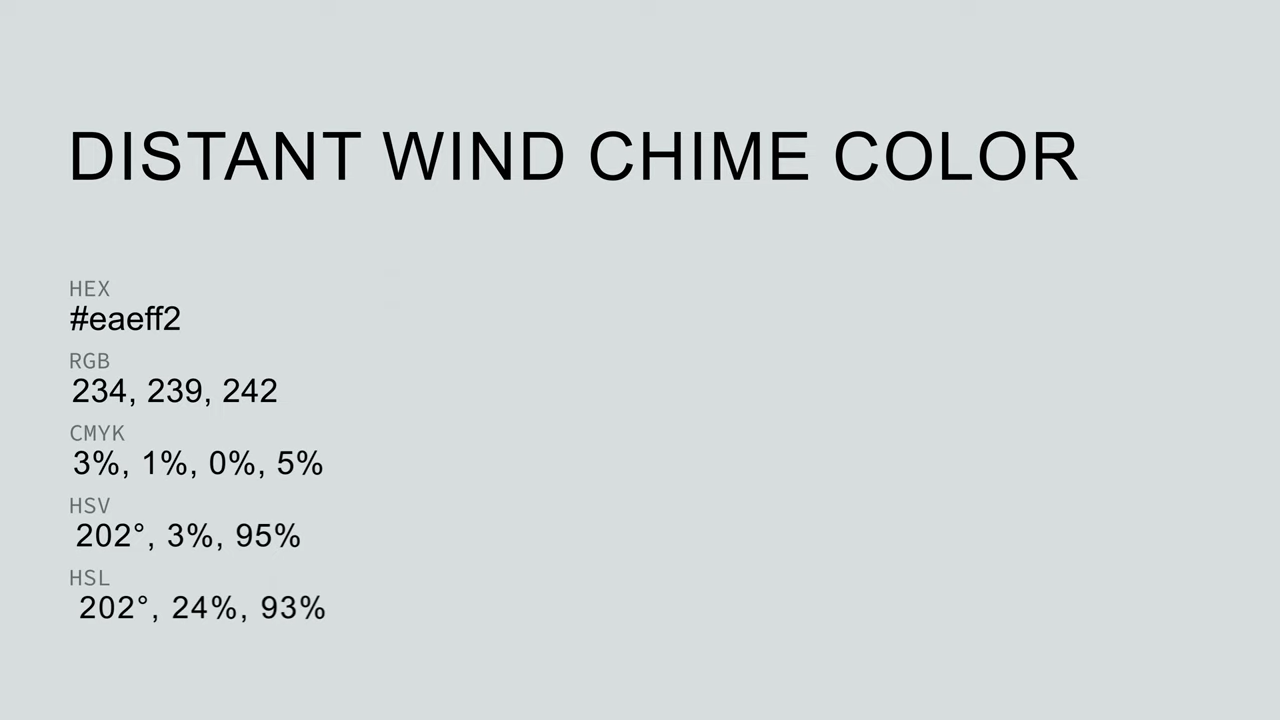 DISTANT WIND CHIME COLOR
HEX
#eaeff2
RGB
234, 239, 242
CMYK
3%, 1%, 0%, 5%
HSV
202°, 3%, 95%
HSL
202°, 24%, 93%